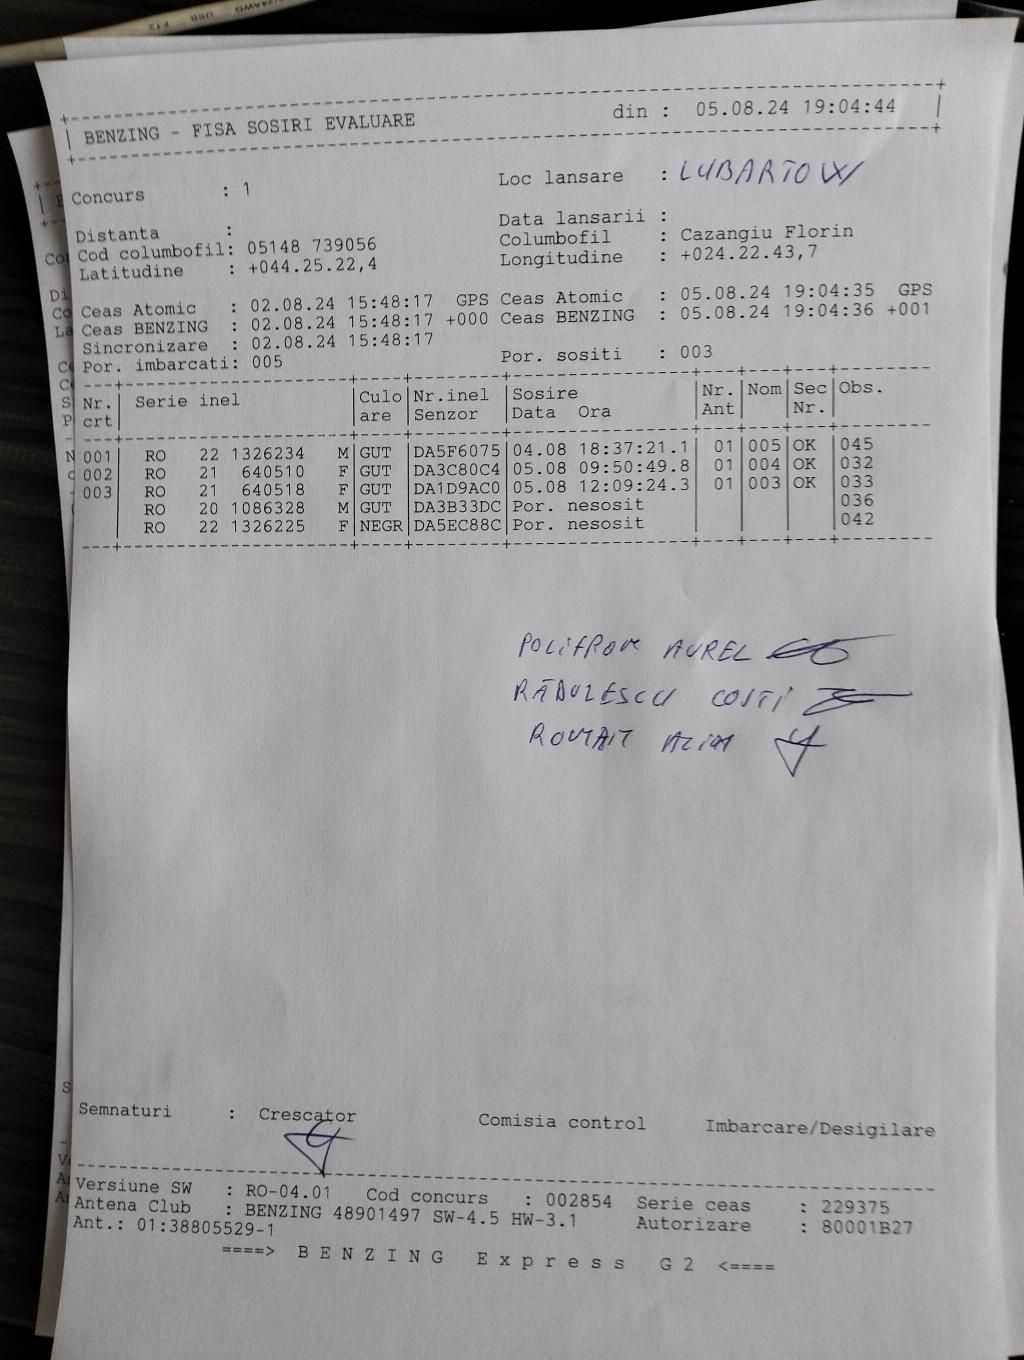 BENZING - FISA SOSIRI EVALUARE din : 05.08.24 19:04:44
Concurs : 1 Loc lansare : LUBARTOW
Distanta : Data lansarii :
Cod columbofil: 05148 739056 Columbofil : Cazangiu Florin
Latitudine : +044.25.22,4 Longitudine : +024.22.43,7
Ceas Atomic : 02.08.24 15:48:17 GPS Ceas Atomic : 05.08.24 19:04:35 GPS
Ceas BENZING : 02.08.24 15:48:17 +000 Ceas BENZING : 05.08.24 19:04:36 +001
Sincronizare : 02.08.24 15:48:17
Por. imbarcati: 005 Por. sositi : 003
Nr. Serie inel Culo Nr.inel Sosire Nr. Nom Sec Obs.
crt are Senzor Data Ora Ant Nr.
001 RO 22 1326234 M GUT DA5F6075 04.08 18:37:21.1 01 005 OK 045
002 RO 21 640510 F GUT DA3C80C4 05.08 09:50:49.8 01 004 OK 032
003 RO 21 640518 F GUT DA1D9AC0 05.08 12:09:24.3 01 003 OK 033
RO 20 1086328 M GUT DA3B33DC Por. nesosit 036
RO 22 1326225 F NEGR DA5EC88C Por. nesosit 042
AUREL
RĂDULESCU COSTI
Semnaturi : Crescator Comisia control Imbarcare/Desigilare
Versiune SW : RO-04.01 Cod concurs : 002854 Serie ceas : 229375
Antena Club : BENZING 48901497 SW-4.5 HW-3.1 Autorizare : 80001B27
Ant.: 01:38805529-1
====> B E N Z I N G E x p r e s s G 2 <====